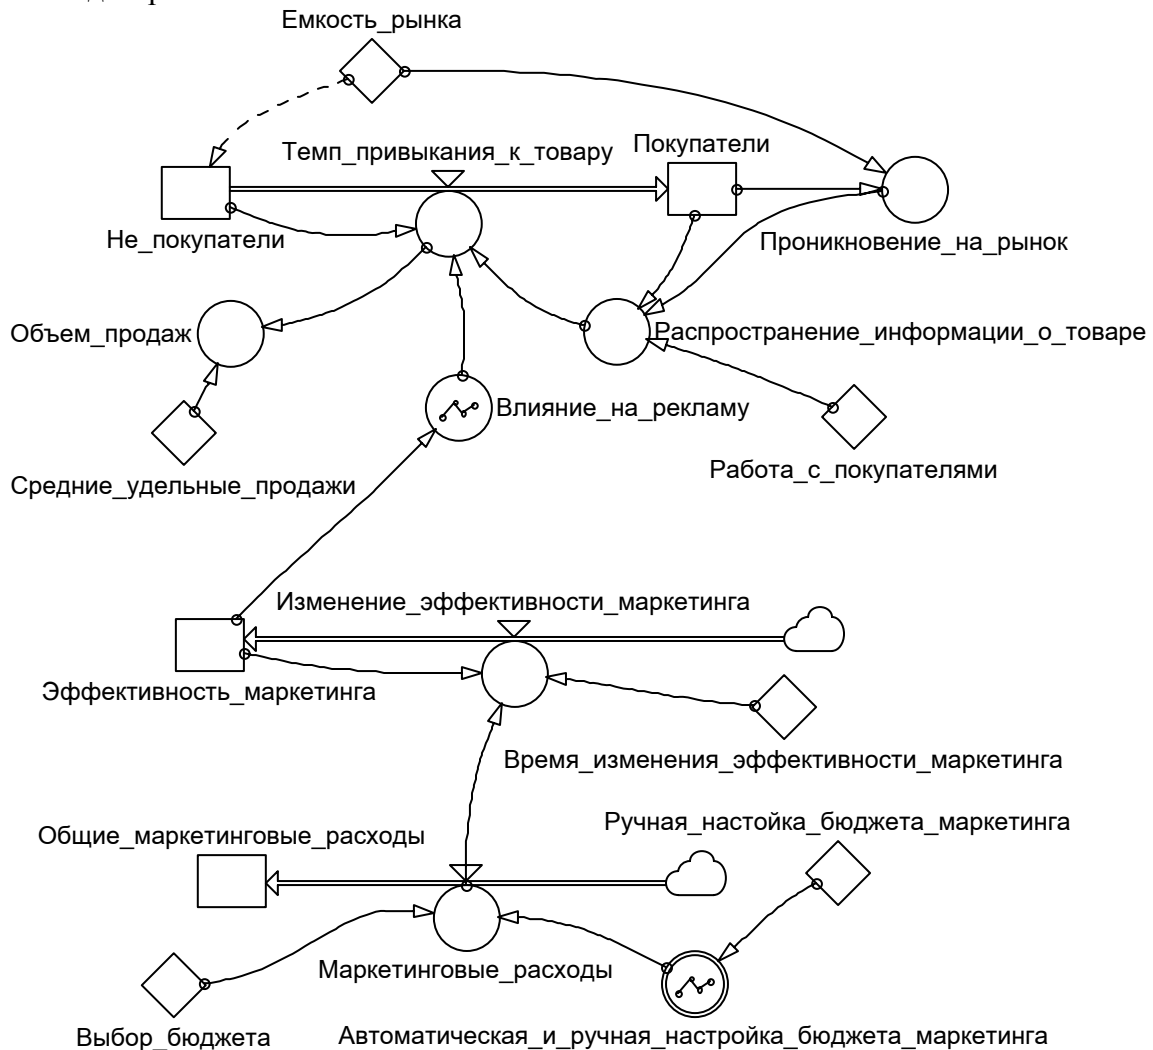 Емкость_рынка
Темп_привыкания_к_товару
Покупатели
Не_покупатели
Проникновение_на_рынок
Объем_продаж
Распространение_информации_о_товаре
Влияние_на_рекламу
Работа_с_покупателями
Средние_удельные_продажи
Изменение_эффективности_маркетинга
Эффективность_маркетинга
Время_изменения_эффективности_маркетинга
Ручная_настойка_бюджета_маркетинга
Общие_маркетинговые_расходы
Маркетинговые_расходы
Выбор_бюджета
Автоматическая_и_ручная_настройка_бюджета_маркетинга